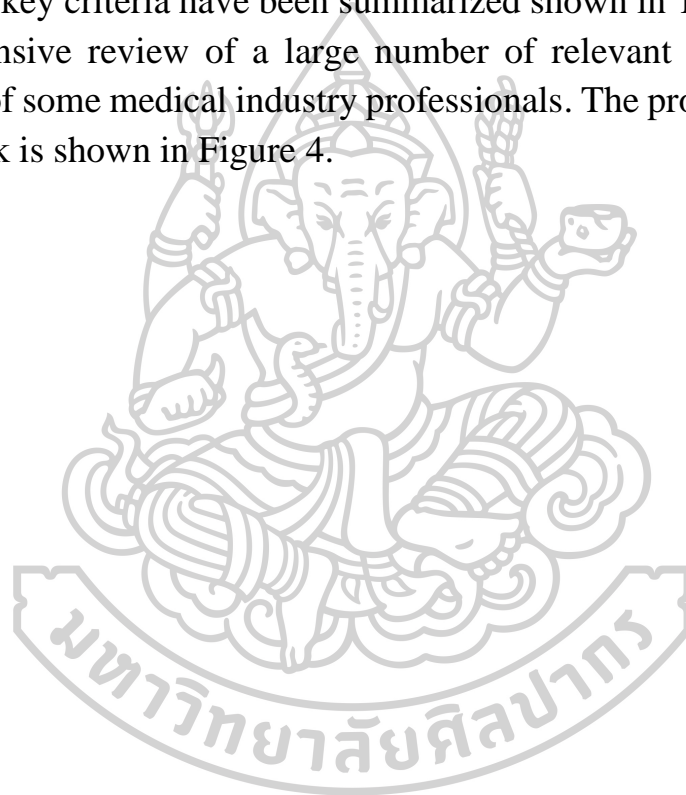 key criteria have been summarized shown in
nsive review of a large number of relevant
of some medical industry professionals. The pro
k is shown in Figure 4.
มหาวิทยาลัยศิลปากร